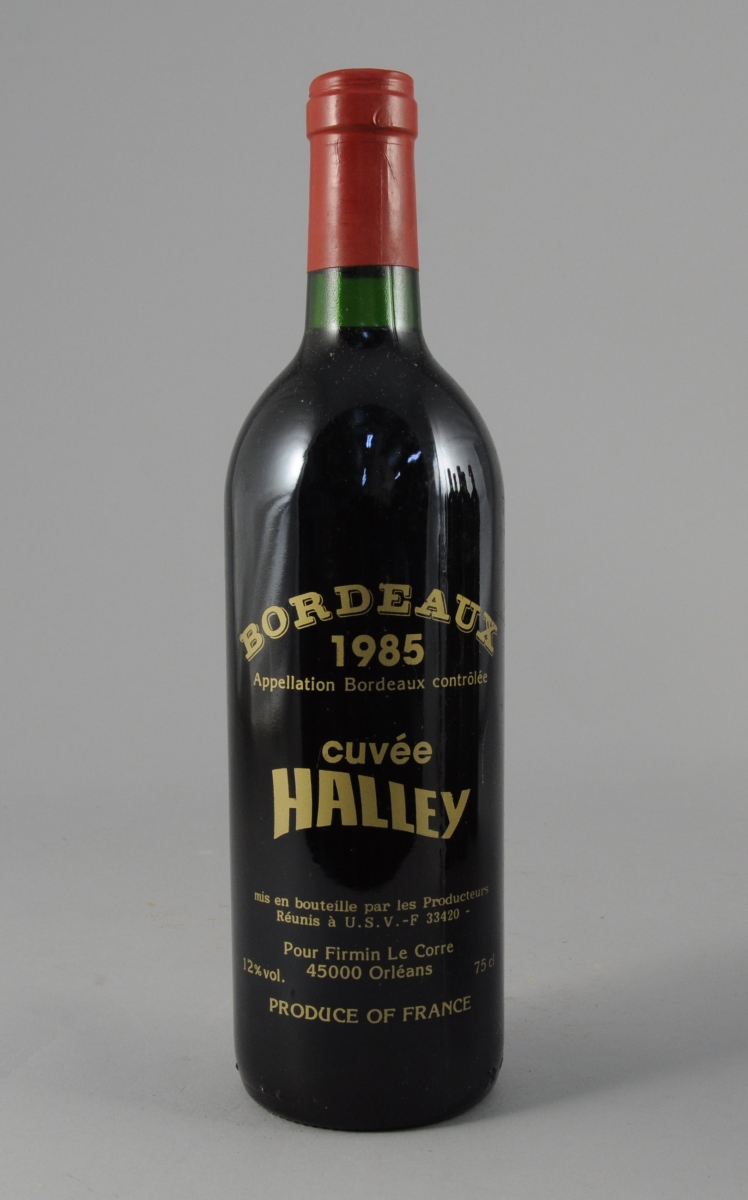 BORDEAUX
1985
Appellation Bordeaux contrôlée
cuvée
HALLEY
mis en bouteille par les Producteurs
Réunis à U.S.V.-F 33420 -
Pour Firmin Le Corre
12% vol. 45000 Orléans 75 cl
PRODUCE OF FRANCE